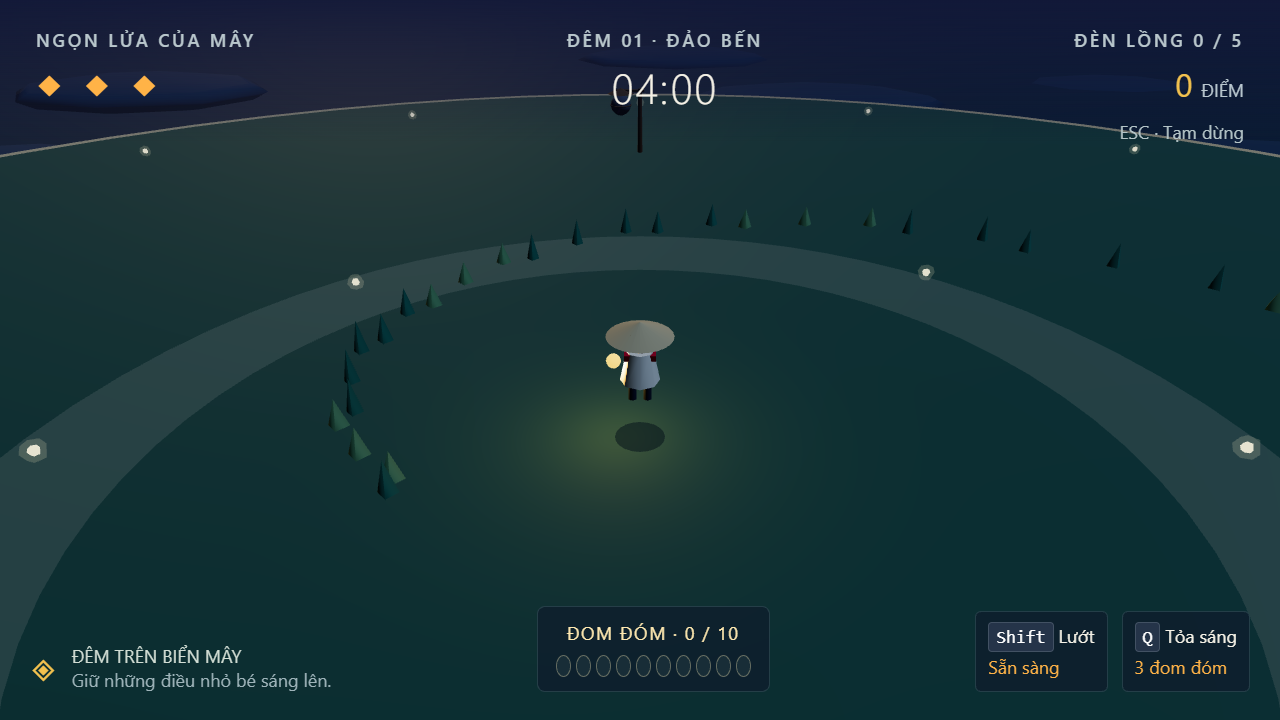 NGỌN LỬA CỦA MÂY
ĐÊM 01 · ĐẢO BẾN
04:00
ĐÈN LỒNG 0 / 5
0 ĐIỂM
ESC · Tạm dừng
ĐÊM TRÊN BIỂN MÂY
Giữ những điều nhỏ bé sáng lên.
ĐOM ĐÓM · 0 / 10
Shift Lướt
Sẵn sàng
Q Tỏa sáng
3 đom đóm